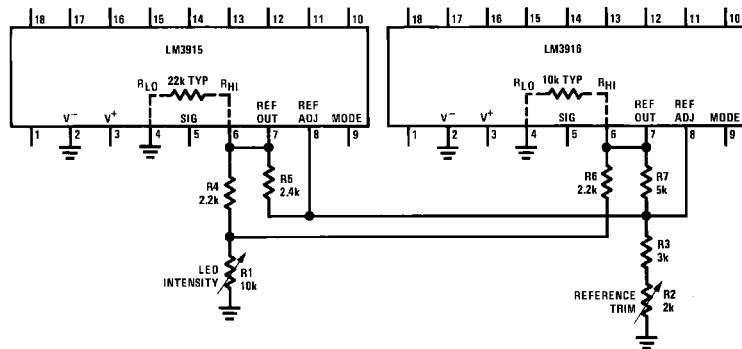 18 17 16 15 14 13 12 11 10
LM3915
22k TYP
RLO RHI
V− V+ SIG REF OUT REF ADJ MODE
1 2 3 4 5 6 7 8 9
R4
2.2k
R5
2.4k
LED
INTENSITY
R1
10k
18 17 16 15 14 13 12 11 10
LM3916
10k TYP
RLO RHI
V− V+ SIG REF OUT REF ADJ MODE
1 2 3 4 5 6 7 8 9
R6
2.2k
R7
5k
R3
3k
REFERENCE
TRIM
R2
2k